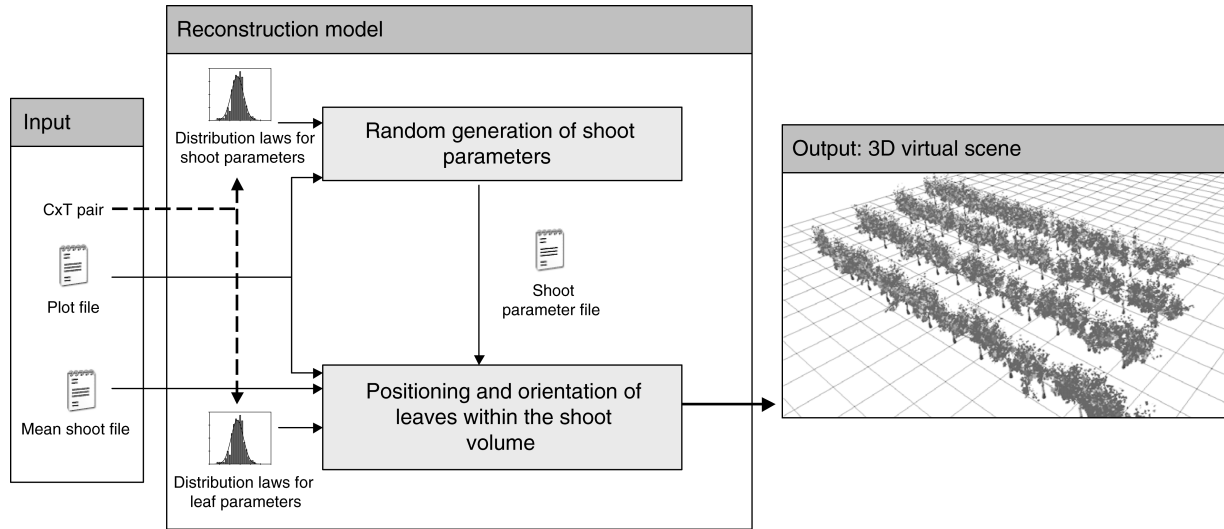 Reconstruction model
Input
Distribution laws for
shoot parameters
Random generation of shoot
parameters
Output: 3D virtual scene
CxT pair
Plot file
Shoot
parameter file
Mean shoot file
Positioning and orientation of
leaves within the shoot
volume
Distribution laws for
leaf parameters